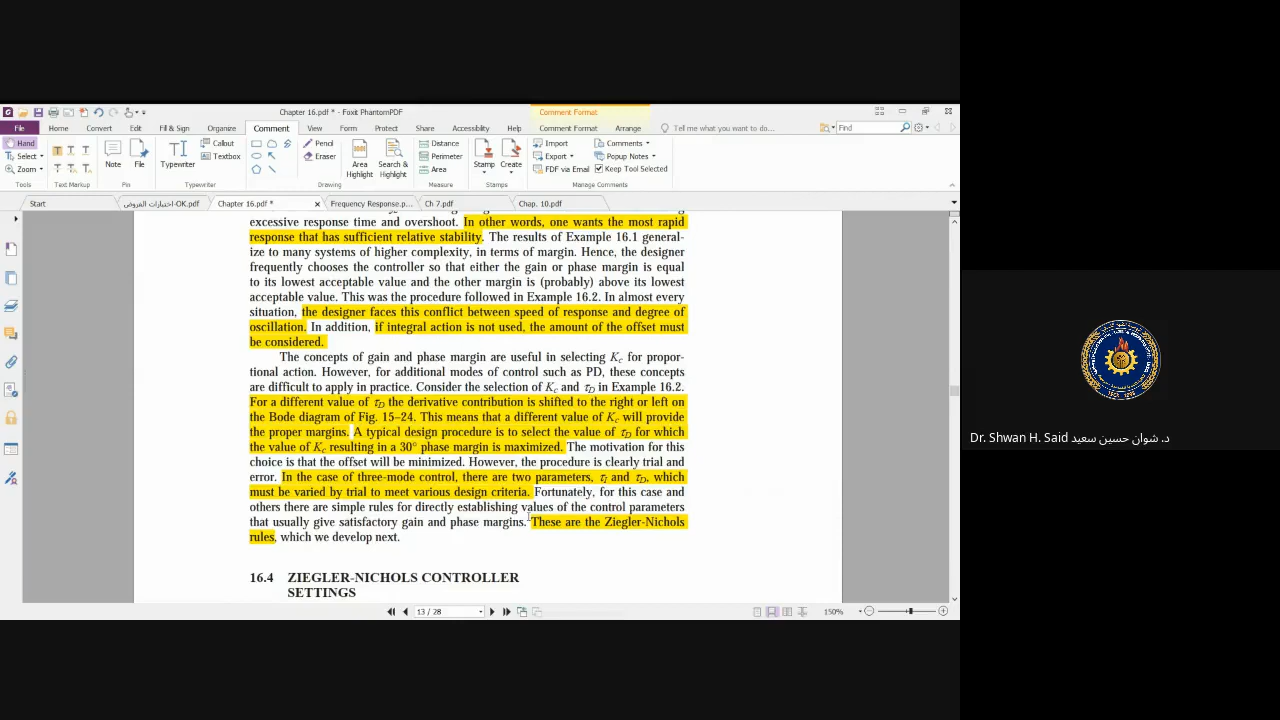 Chapter 16.pdf * - Foxit PhantomPDF
Comment Format
File Home Convert Edit Fill & Sign Organize Comment View Form Protect Share Accessibility Help Comment Format Arrange Tell me what you want to do... Find
Hand
Select
Zoom
Tools
Text Markup
Note
File
Pin
Typewriter
Callout
Textbox
Typewriter
Pencil
Eraser
Drawing
Area Highlight
Search & Highlight
Distance
Perimeter
Area
Measure
Stamp
Create
Stamps
Import
Export
FDF via Email
Comments
Popup Notes
Keep Tool Selected
Manage Comments
Start
اختيارات الفروض-OK.pdf
Chapter 16.pdf *
Frequency Response.p...
Ch 7.pdf
Chap. 10.pdf
excessive response time and overshoot. In other words, one wants the most rapid
response that has sufficient relative stability. The results of Example 16.1 general-
ize to many systems of higher complexity, in terms of margin. Hence, the designer
frequently chooses the controller so that either the gain or phase margin is equal
to its lowest acceptable value and the other margin is (probably) above its lowest
acceptable value. This was the procedure followed in Example 16.2. In almost every
situation, the designer faces this conflict between speed of response and degree of
oscillation. In addition, if integral action is not used, the amount of the offset must
be considered.
The concepts of gain and phase margin are useful in selecting Kc for propor-
tional action. However, for additional modes of control such as PD, these concepts
are difficult to apply in practice. Consider the selection of Kc and τD in Example 16.2.
For a different value of τD the derivative contribution is shifted to the right or left on
the Bode diagram of Fig. 15–24. This means that a different value of Kc will provide
the proper margins. A typical design procedure is to select the value of τD for which
the value of Kc resulting in a 30° phase margin is maximized. The motivation for this
choice is that the offset will be minimized. However, the procedure is clearly trial and
error. In the case of three-mode control, there are two parameters, τI and τD, which
must be varied by trial to meet various design criteria. Fortunately, for this case and
others there are simple rules for directly establishing values of the control parameters
that usually give satisfactory gain and phase margins. These are the Ziegler-Nichols
rules, which we develop next.
16.4 ZIEGLER-NICHOLS CONTROLLER
SETTINGS
13 / 28
150%
Dr. Shwan H. Said د. شوان حسين سعيد